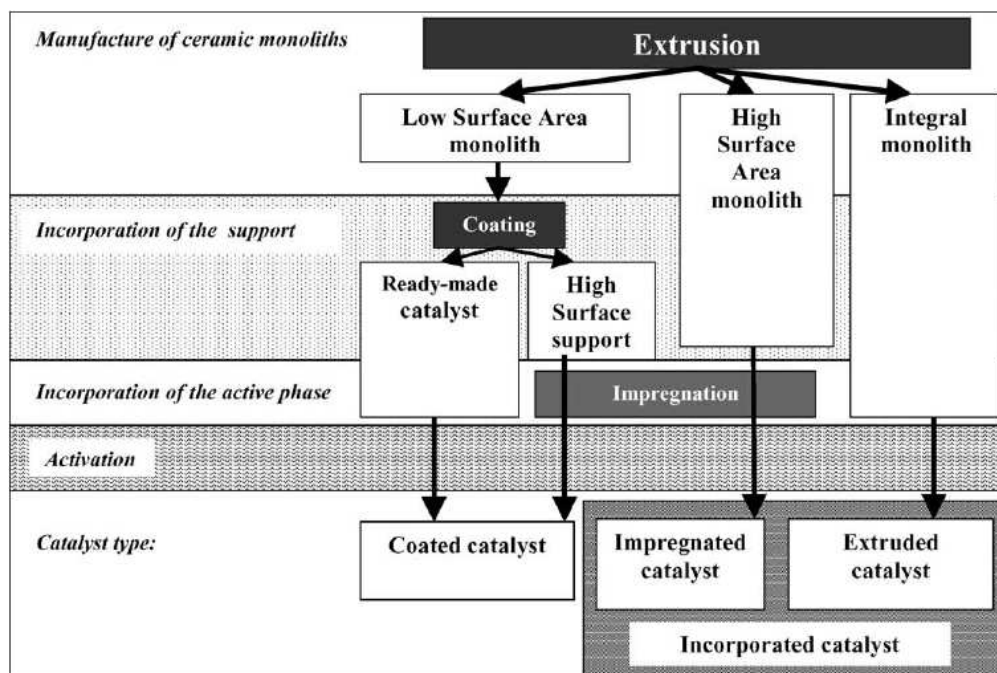 Manufacture of ceramic monoliths
Extrusion
Low Surface Area
monolith
High
Surface
Area
monolith
Integral
monolith
Incorporation of the support
Coating
Ready-made
catalyst
High
Surface
support
Incorporation of the active phase
Impregnation
Activation
Catalyst type:
Coated catalyst
Impregnated
catalyst
Extruded
catalyst
Incorporated catalyst